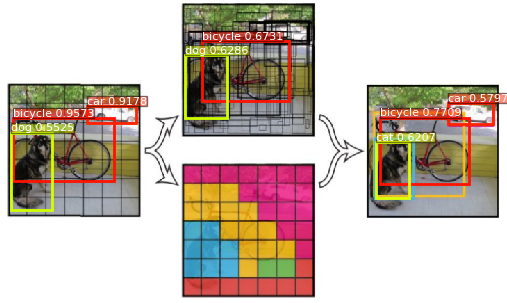 car 0.9178
bicycle 0.9573
dog 0.5525
bicycle 0.6731
dog 0.6286
car 0.5797
bicycle 0.7709
cat 0.6207